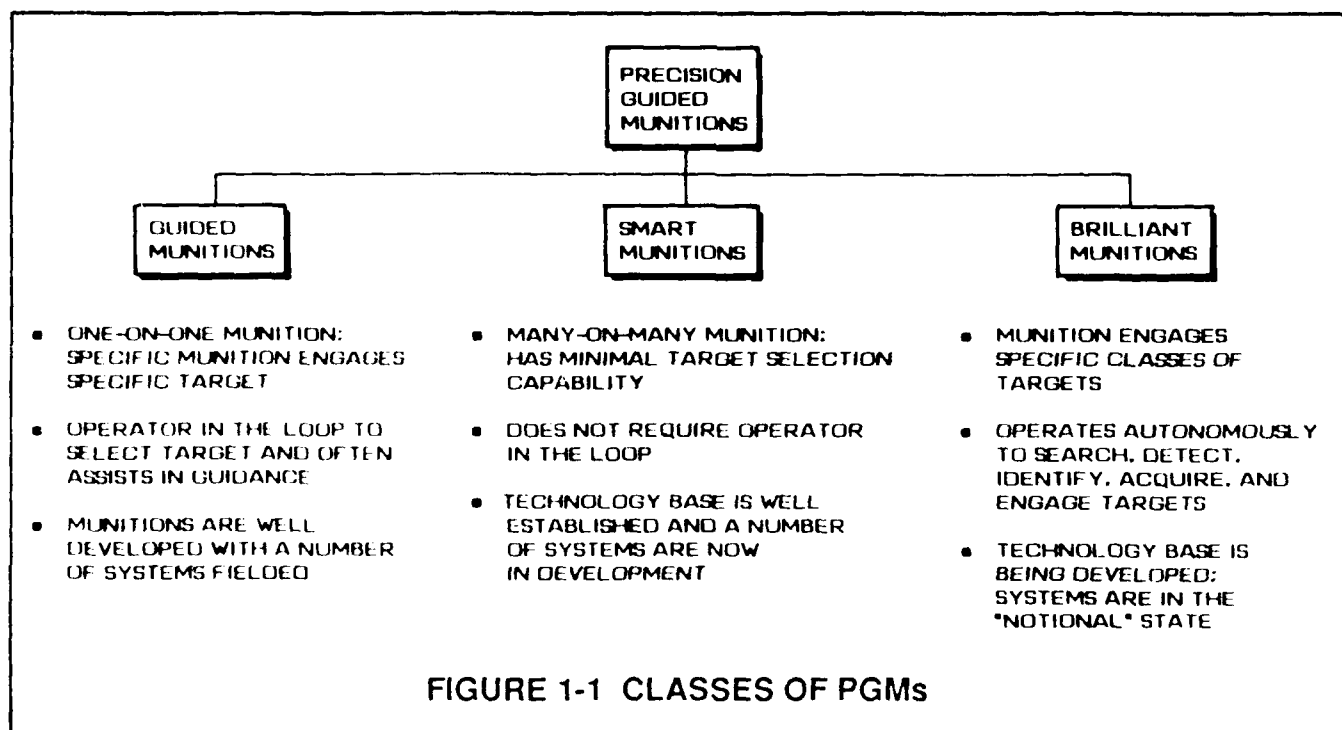 PRECISION
GUIDED
MUNITIONS
GUIDED
MUNITIONS
SMART
MUNITIONS
BRILLIANT
MUNITIONS
• ONE-ON-ONE MUNITION:
SPECIFIC MUNITION ENGAGES
SPECIFIC TARGET
• OPERATOR IN THE LOOP TO
SELECT TARGET AND OFTEN
ASSISTS IN GUIDANCE
• MUNITIONS ARE WELL
DEVELOPED WITH A NUMBER
OF SYSTEMS FIELDED
• MANY-ON-MANY MUNITION:
HAS MINIMAL TARGET SELECTION
CAPABILITY
• DOES NOT REQUIRE OPERATOR
IN THE LOOP
• TECHNOLOGY BASE IS WELL
ESTABLISHED AND A NUMBER
OF SYSTEMS ARE NOW
IN DEVELOPMENT
• MUNITION ENGAGES
SPECIFIC CLASSES OF
TARGETS
• OPERATES AUTONOMOUSLY
TO SEARCH, DETECT,
IDENTIFY, ACQUIRE, AND
ENGAGE TARGETS
• TECHNOLOGY BASE IS
BEING DEVELOPED;
SYSTEMS ARE IN THE
"NOTIONAL" STATE
FIGURE 1-1 CLASSES OF PGMs